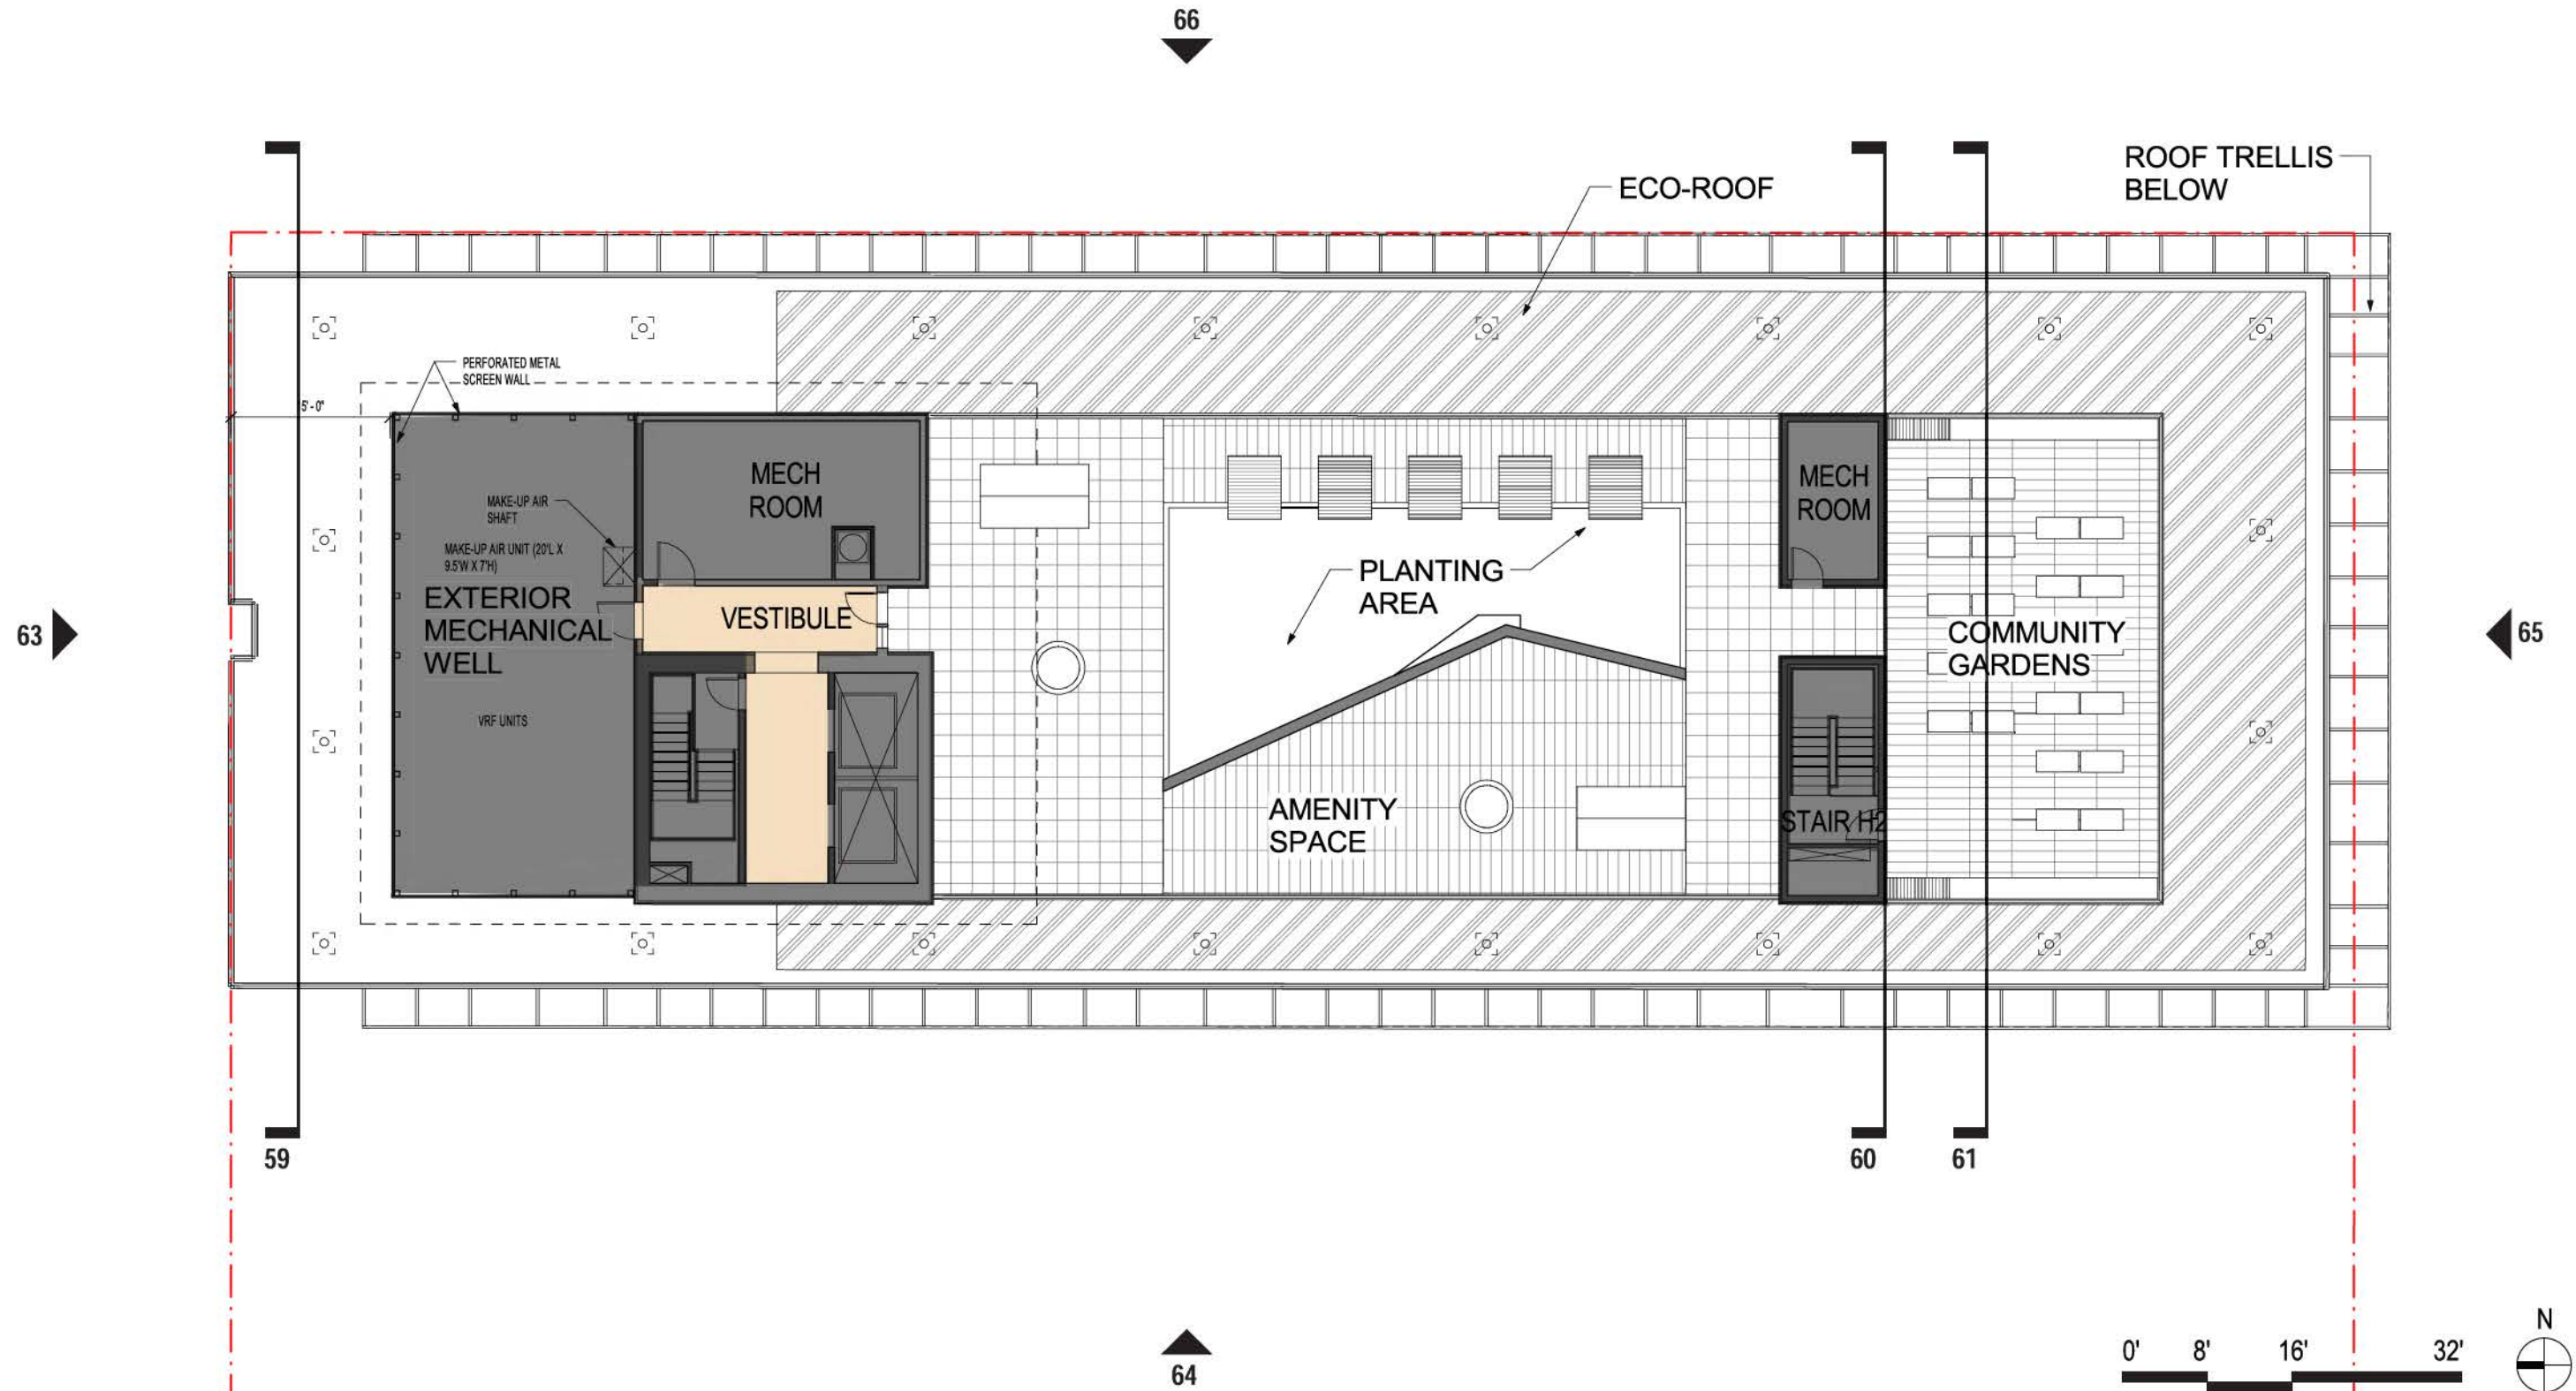 66
ROOF TRELLIS
BELOW
ECO-ROOF
PERFORATED METAL
SCREEN WALL
5' - 0"
MECH
ROOM
MECH
ROOM
MAKE-UP AIR
SHAFT
MAKE-UP AIR UNIT (20'L X
9.5'W X 7'H)
EXTERIOR
MECHANICAL
WELL
VESTIBULE
PLANTING
AREA
63
COMMUNITY
GARDENS
65
VRF UNITS
AMENITY
SPACE
STAIR H2
59
60
61
64
N
0' 8' 16' 32'